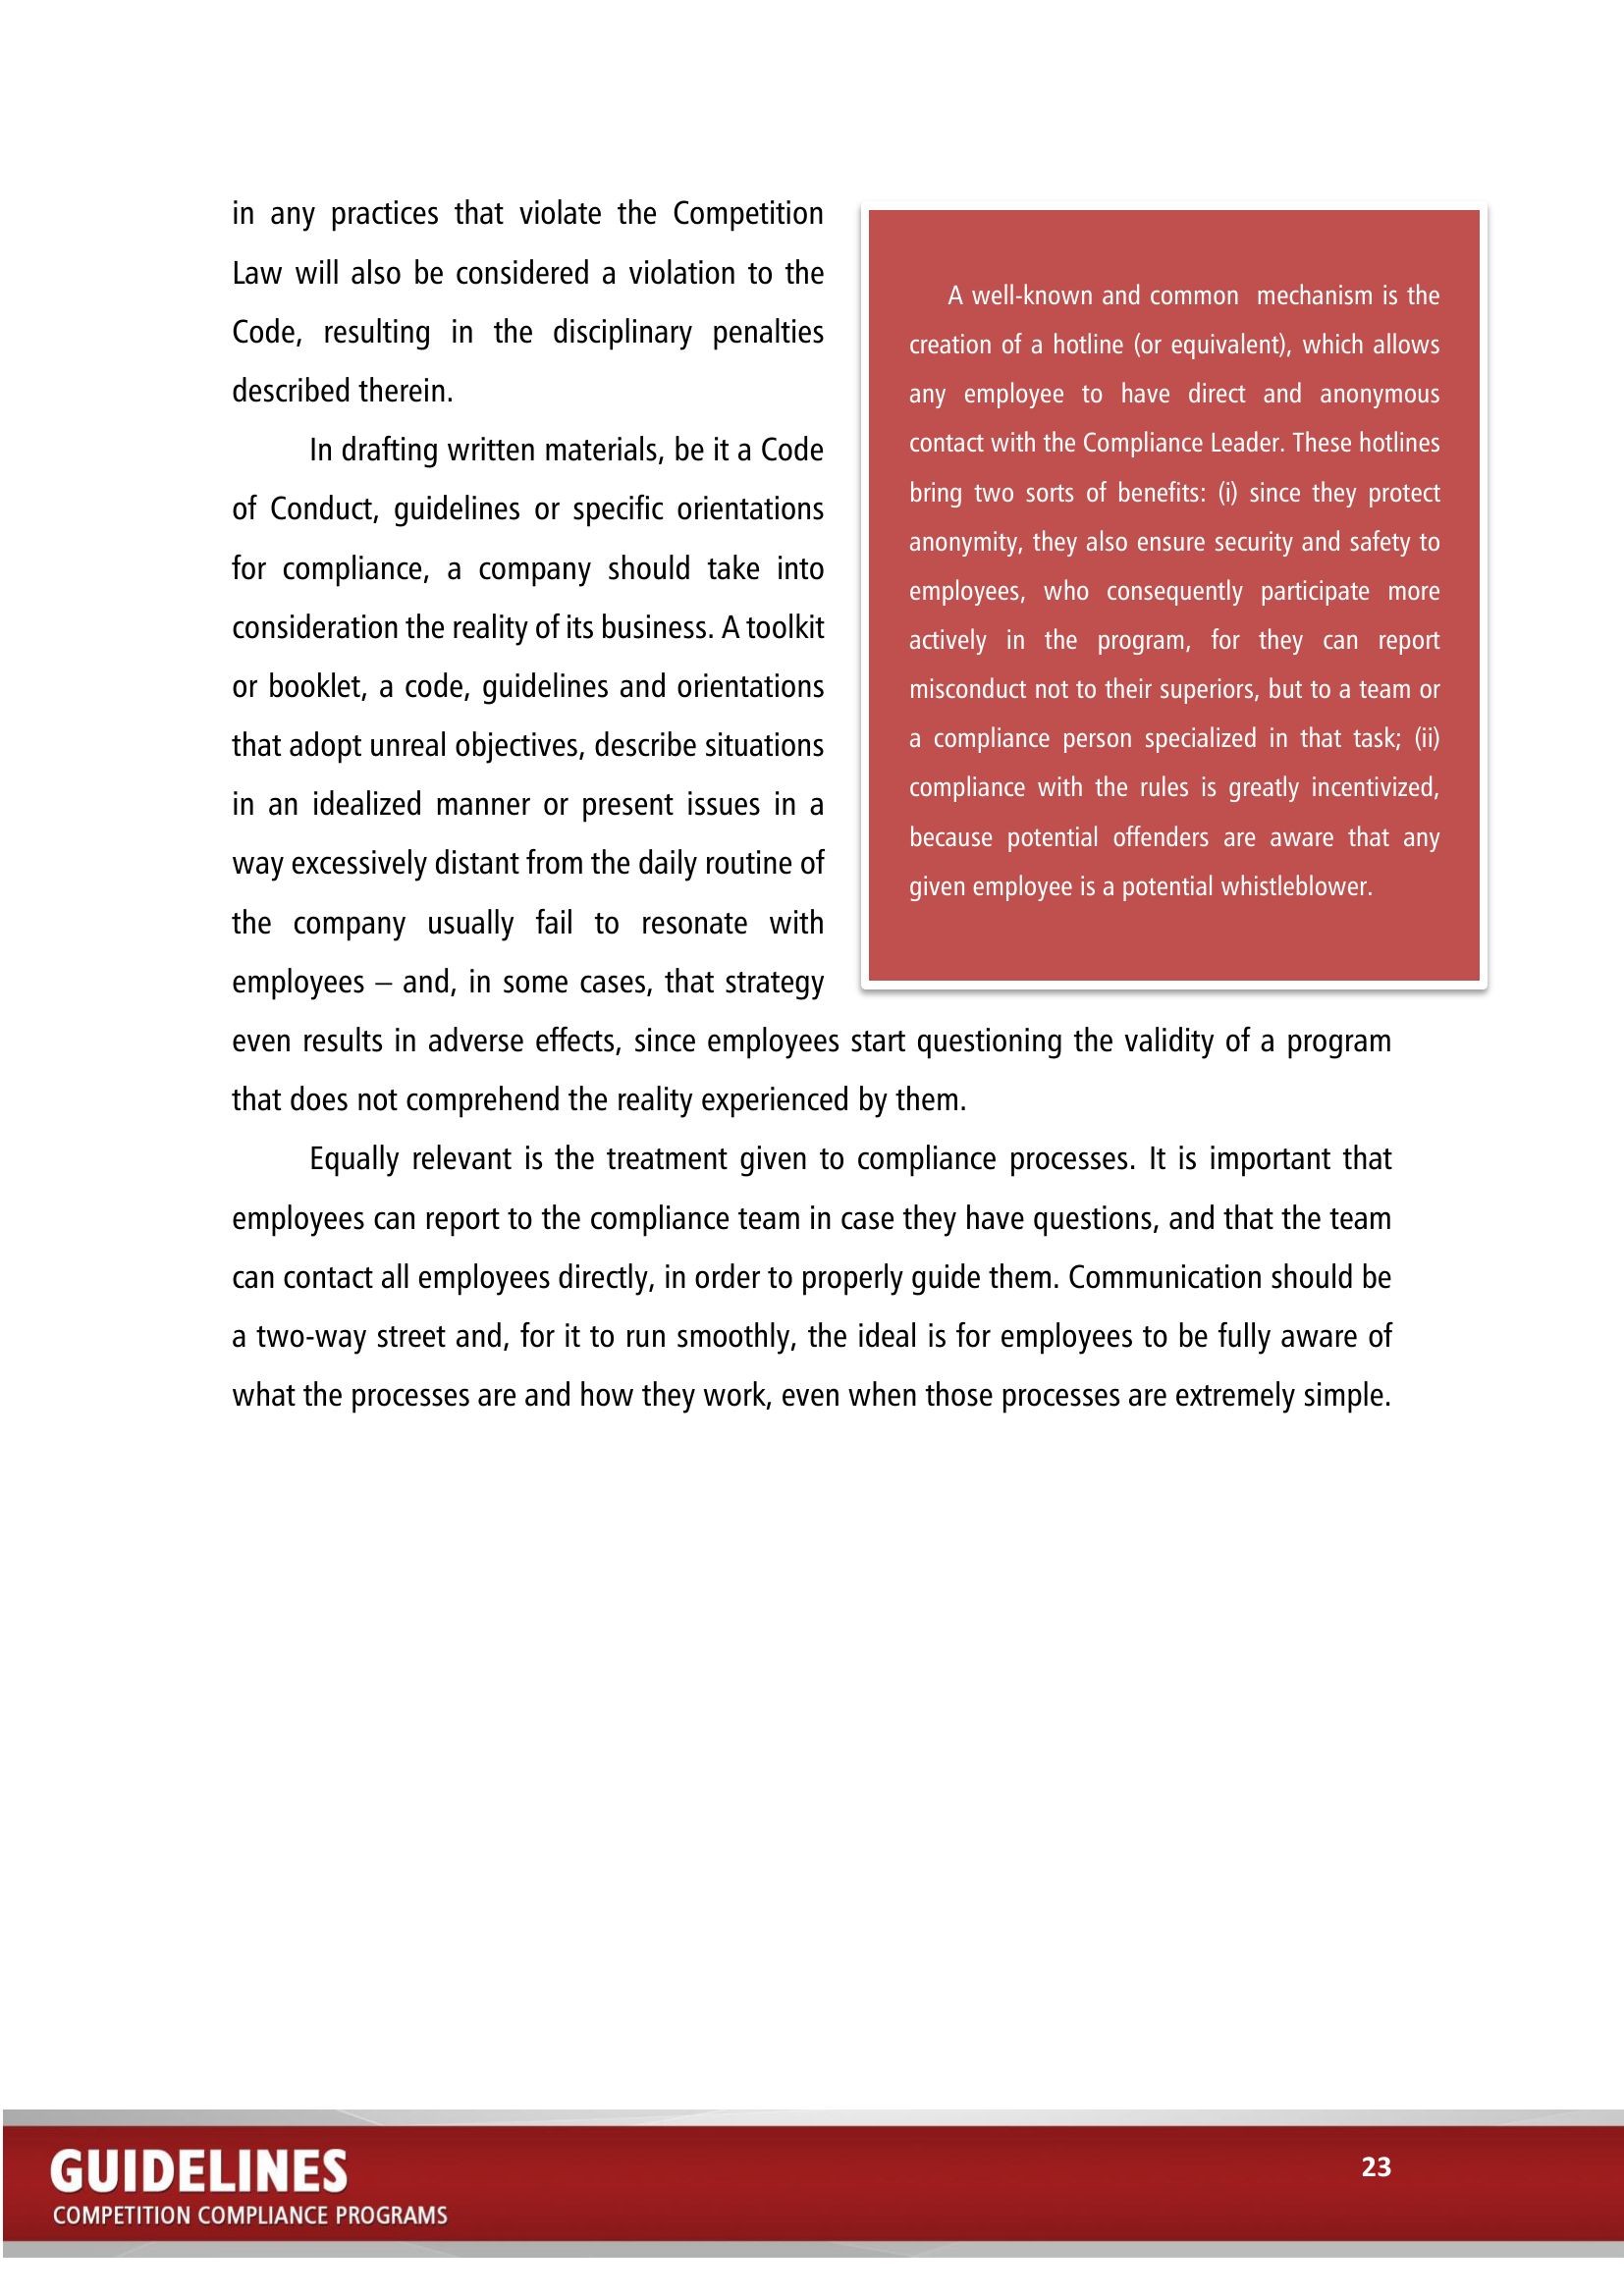 in any practices that violate the Competition
Law will also be considered a violation to the
Code, resulting in the disciplinary penalties
described therein.
In drafting written materials, be it a Code
of Conduct, guidelines or specific orientations
for compliance, a company should take into
consideration the reality of its business. A toolkit
or booklet, a code, guidelines and orientations
that adopt unreal objectives, describe situations
in an idealized manner or present issues in a
way excessively distant from the daily routine of
the company usually fail to resonate with
employees – and, in some cases, that strategy
even results in adverse effects, since employees start questioning the validity of a program
that does not comprehend the reality experienced by them.
Equally relevant is the treatment given to compliance processes. It is important that
employees can report to the compliance team in case they have questions, and that the team
can contact all employees directly, in order to properly guide them. Communication should be
a two-way street and, for it to run smoothly, the ideal is for employees to be fully aware of
what the processes are and how they work, even when those processes are extremely simple.
A well-known and common mechanism is the
creation of a hotline (or equivalent), which allows
any employee to have direct and anonymous
contact with the Compliance Leader. These hotlines
bring two sorts of benefits: (i) since they protect
anonymity, they also ensure security and safety to
employees, who consequently participate more
actively in the program, for they can report
misconduct not to their superiors, but to a team or
a compliance person specialized in that task; (ii)
compliance with the rules is greatly incentivized,
because potential offenders are aware that any
given employee is a potential whistleblower.
GUIDELINES
COMPETITION COMPLIANCE PROGRAMS
23